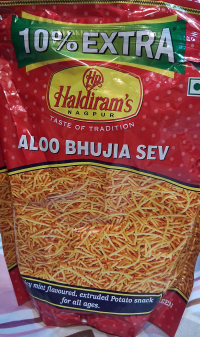 10% EXTRA
Haldiram's
NAGPUR
TASTE OF TRADITION
ALOO BHUJIA SEV
mint flavoured, extruded Potato snack
for all ages.